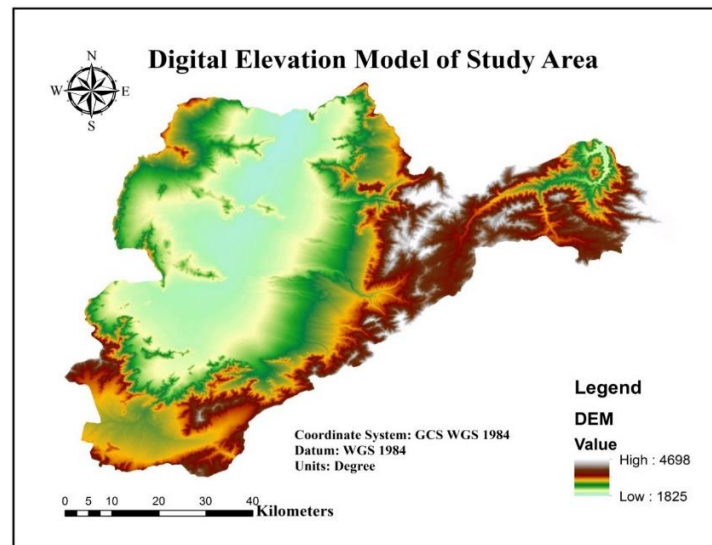 Digital Elevation Model of Study Area
N
W E
S
Legend
DEM
Value
High : 4698
Low : 1825
Coordinate System: GCS WGS 1984
Datum: WGS 1984
Units: Degree
0 5 10 20 30 40
Kilometers